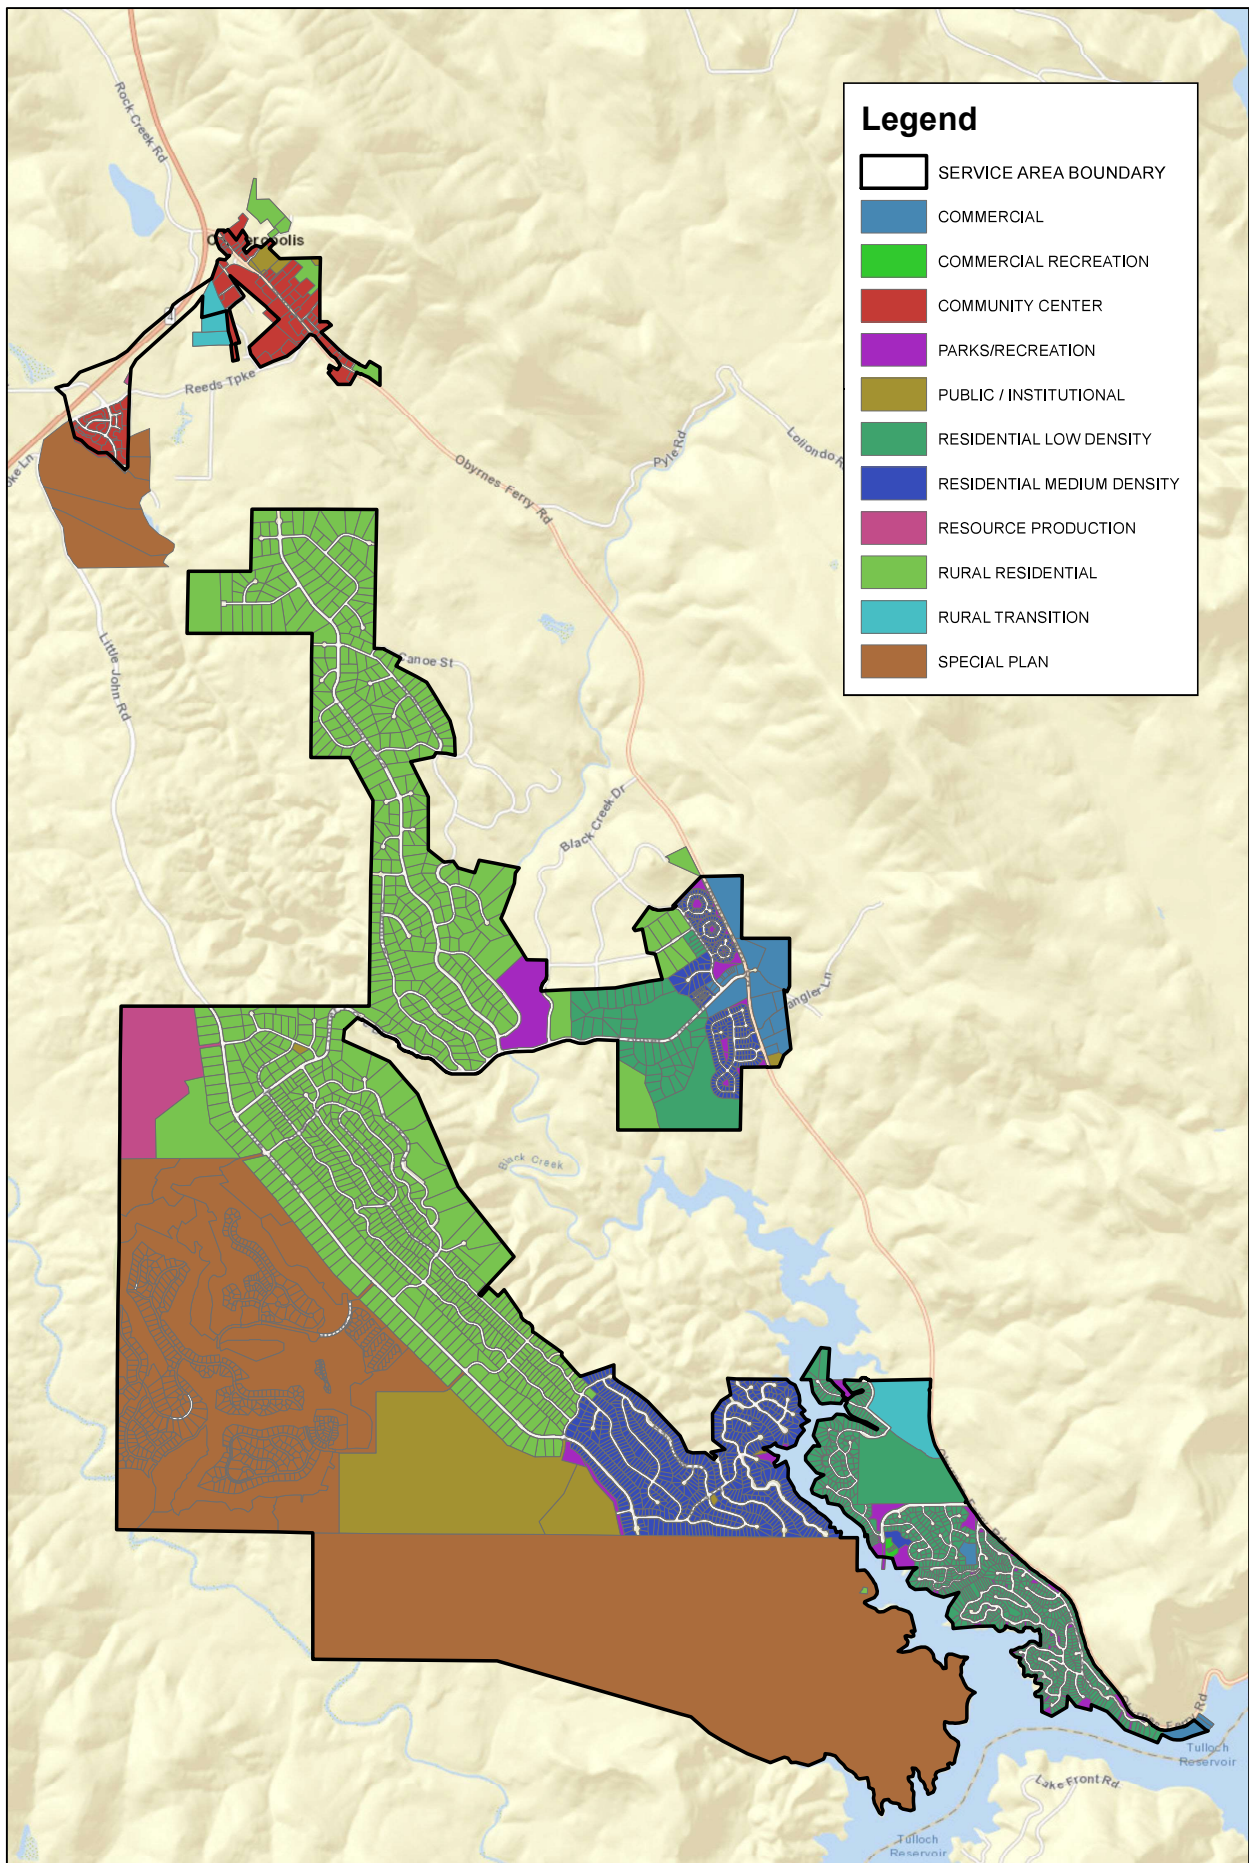 Legend
SERVICE AREA BOUNDARY
COMMERCIAL
COMMERCIAL RECREATION
COMMUNITY CENTER
PARKS/RECREATION
PUBLIC / INSTITUTIONAL
RESIDENTIAL LOW DENSITY
RESIDENTIAL MEDIUM DENSITY
RESOURCE PRODUCTION
RURAL RESIDENTIAL
RURAL TRANSITION
SPECIAL PLAN
Rock Creek Rd
4
Reeds Tpke
Pyle Rd
Obyrnes Ferry Rd
Little John Rd
Canoe St
Black Creek Dr
Black Creek
Tulloch
Reservoir
Lake Front Rd
Tulloch
Reservoir